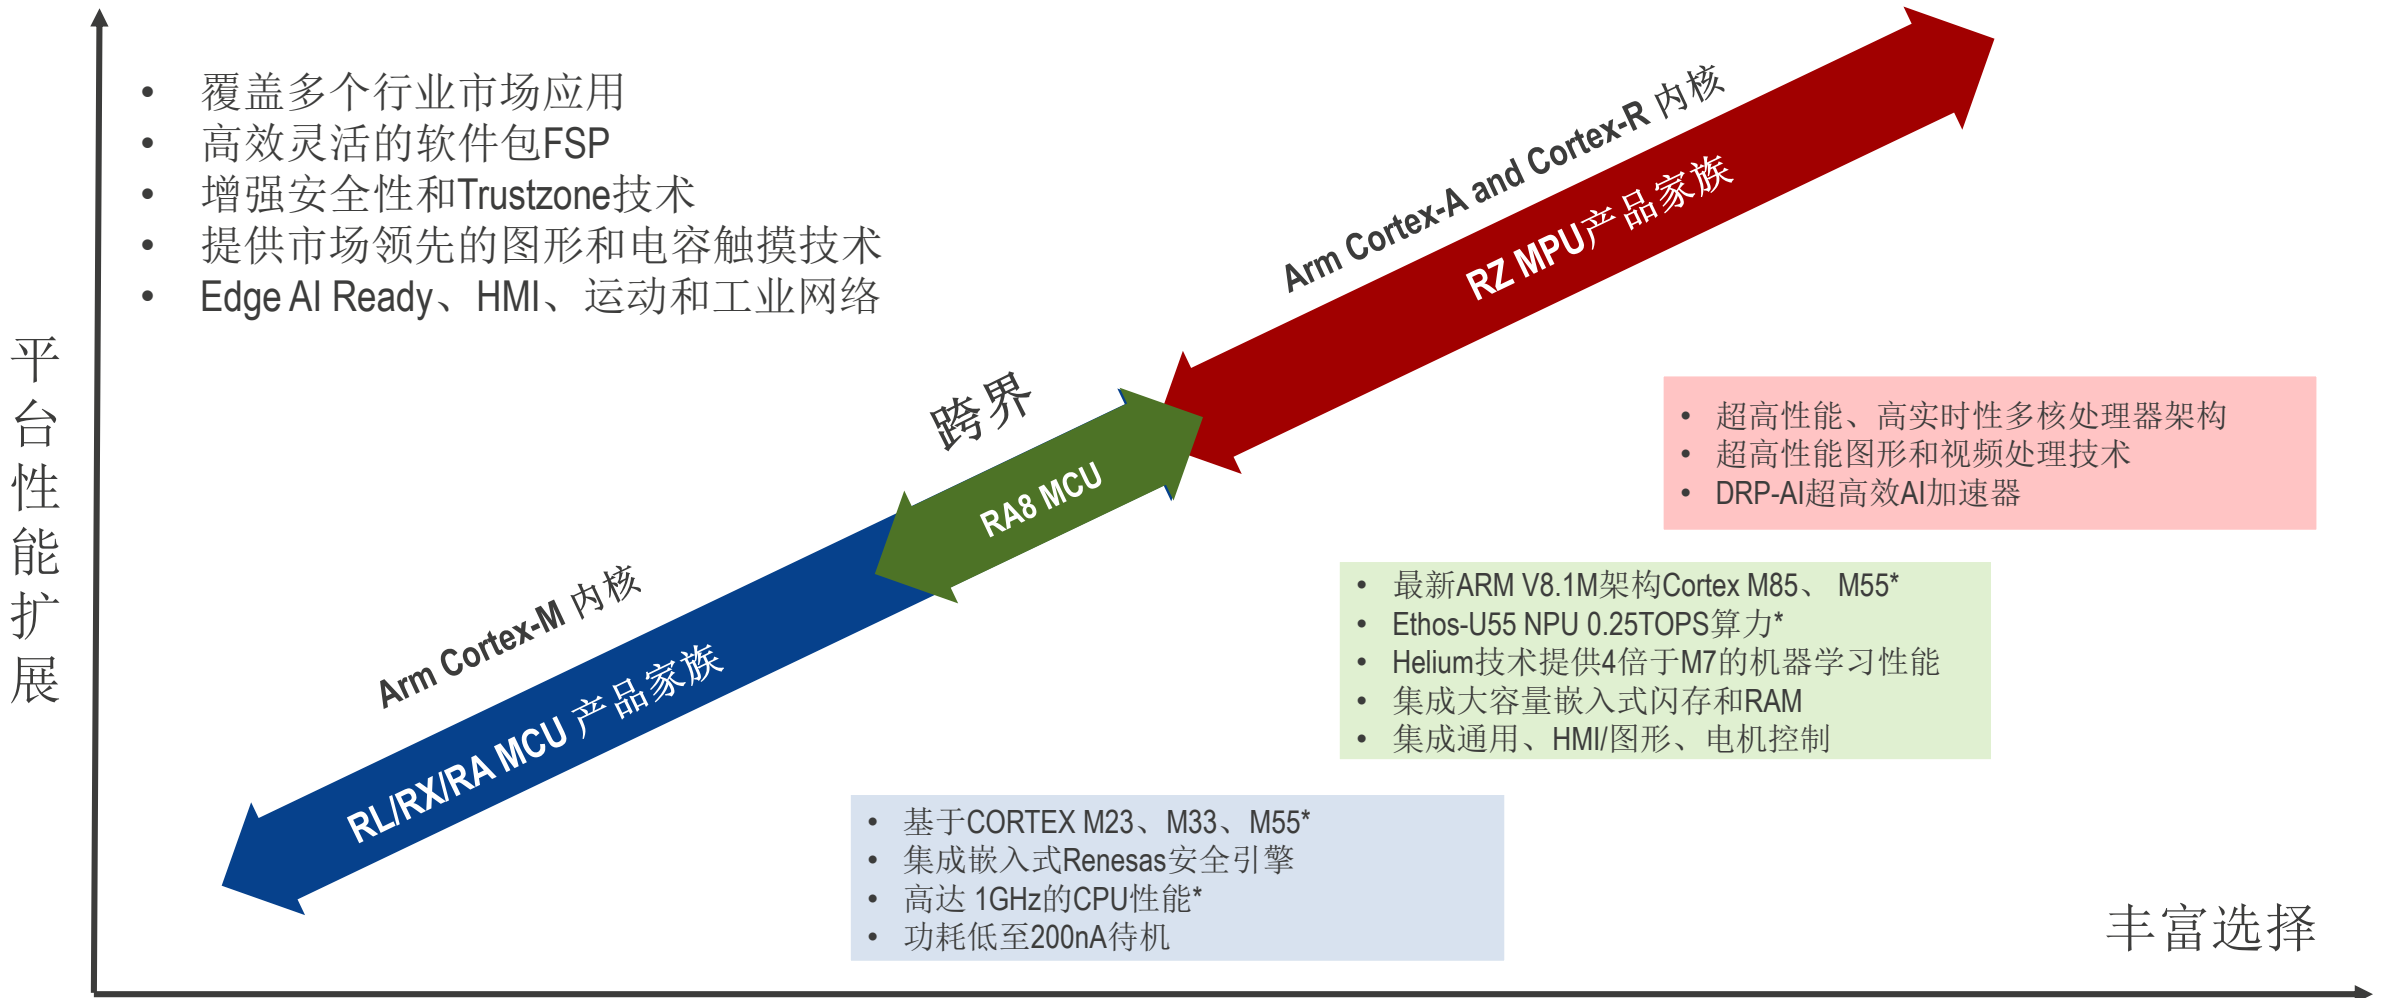 • 覆盖多个行业市场应用
• 高效灵活的软件包FSP
• 增强安全性和Trustzone技术
• 提供市场领先的图形和电容触摸技术
• Edge AI Ready、HMI、运动和工业网络
平台性能扩展
Arm Cortex-A and Cortex-R 内核
RZ MPU产品家族
跨界
RA8 MCU
Arm Cortex-M 内核
RL/RX/RA MCU 产品家族
• 超高性能、高实时性多核处理器架构
• 超高性能图形和视频处理技术
• DRP-AI超高效AI加速器
• 最新ARM V8.1M架构Cortex M85、 M55*
• Ethos-U55 NPU 0.25TOPS算力*
• Helium技术提供4倍于M7的机器学习性能
• 集成大容量嵌入式闪存和RAM
• 集成通用、HMI/图形、电机控制
• 基于CORTEX M23、M33、M55*
• 集成嵌入式Renesas安全引擎
• 高达 1GHz的CPU性能*
• 功耗低至200nA待机
丰富选择